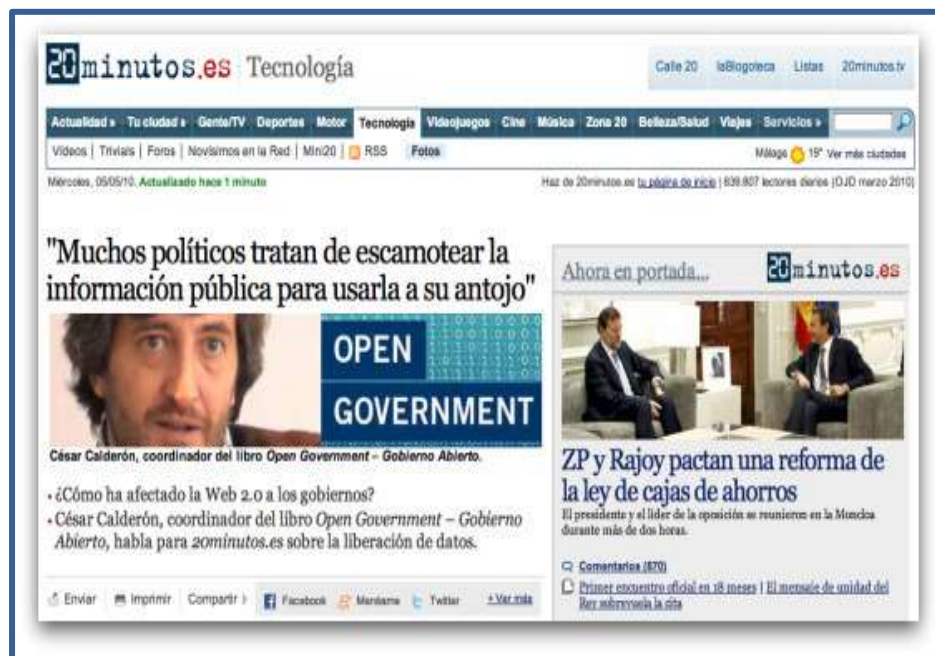 20minutos.es Tecnología
Calle 20 laBlogoteca Listas 20minutos.tv
Actualidad » Tu ciudad » Gente/TV Deportes Motor Tecnología Videojuegos Cine Música Zona 20 Belleza/Salud Viajes Servicios »
Vídeos | Trivials | Foros | Novísimos en la Red | Mini20 | RSS Fotos
Málaga 19° Ver más ciudades
Miércoles, 05/05/10. Actualizado hace 1 minuto
Haz de 20minutos.es tu página de inicio | 839.807 lectores diarios (OJD marzo 2010)
"Muchos políticos tratan de escamotear la
información pública para usarla a su antojo"
OPEN
GOVERNMENT
César Calderón, coordinador del libro Open Government – Gobierno Abierto.
• ¿Cómo ha afectado la Web 2.0 a los gobiernos?
• César Calderón, coordinador del libro Open Government – Gobierno
Abierto, habla para 20minutos.es sobre la liberación de datos.
Enviar Imprimir Compartir Facebook Menéame Twitter + Ver más
Ahora en portada... 20minutos.es
ZP y Rajoy pactan una reforma de
la ley de cajas de ahorros
El presidente y el líder de la oposición se reunieron en la Moncloa
durante más de dos horas.
Comentarios (870)
Primer encuentro oficial en 18 meses | El mensaje de unidad del
Rey sobrevuela la cita